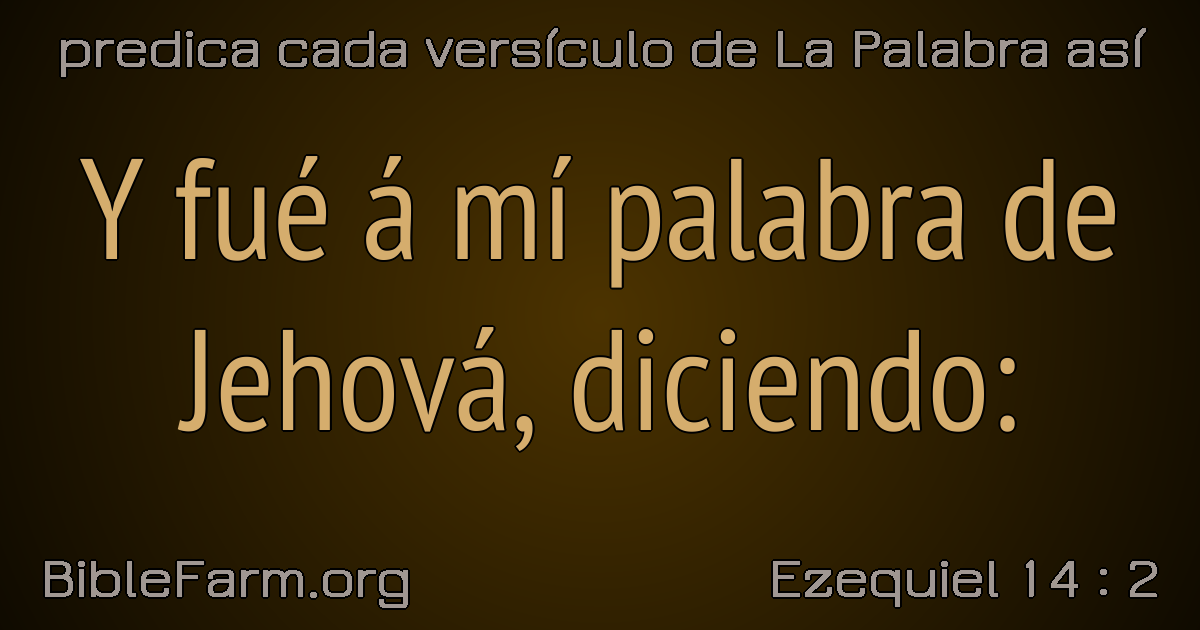 predica cada versículo de La Palabra así
Y fué á mí palabra de
Jehová, diciendo:
BibleFarm.org
Ezequiel 14 : 2